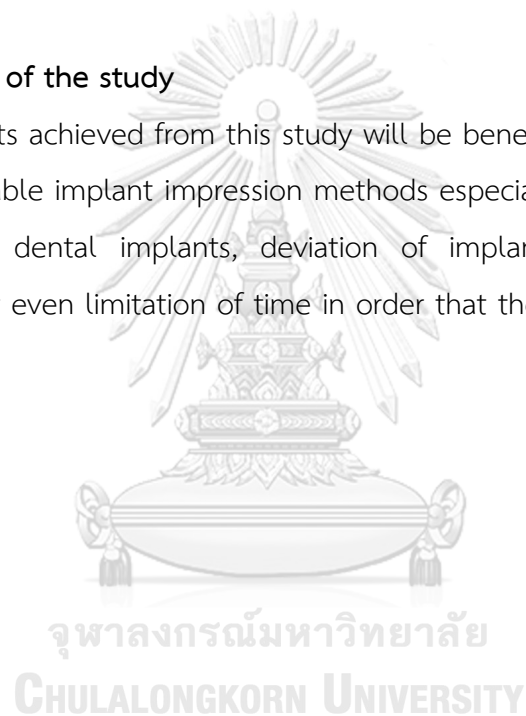 of the study
ts achieved from this study will be bene
able implant impression methods especia
dental implants, deviation of implan
even limitation of time in order that the
จุฬาลงกรณ์มหาวิทยาลัย
CHULALONGKORN UNIVERSITY